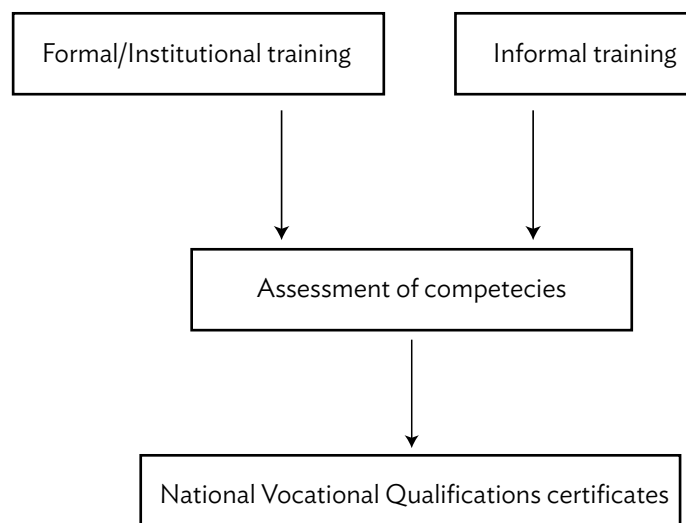 Formal/Institutional training
Informal training
Assessment of competecies
National Vocational Qualifications certificates